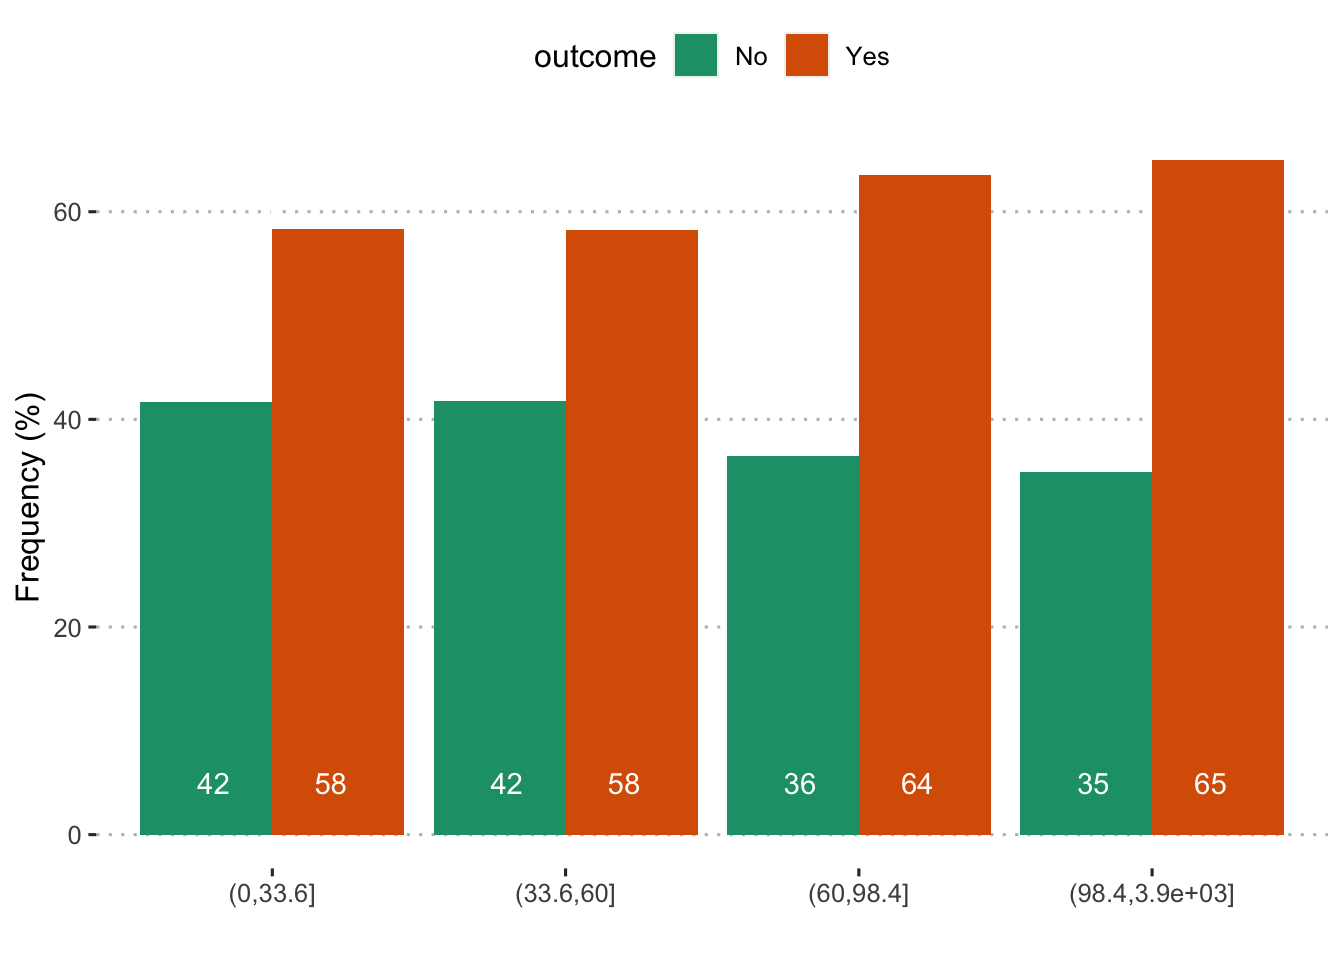 outcome No Yes
60
40
20
0
Frequency (%)
42 58 42 58 36 64 35 65
(0,33.6] (33.6,60] (60,98.4] (98.4,3.9e+03]